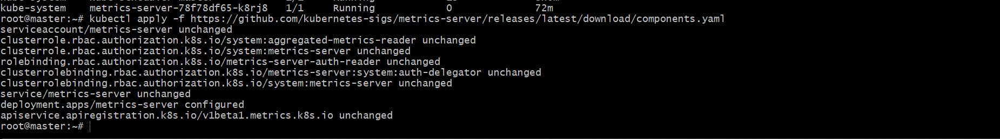 kube-system    metrics-server-78f78df65-k8rj8   1/1     Running            0              72m
root@master:~# kubectl apply -f https://github.com/kubernetes-sigs/metrics-server/releases/latest/download/components.yaml
serviceaccount/metrics-server unchanged
clusterrole.rbac.authorization.k8s.io/system:aggregated-metrics-reader unchanged
clusterrole.rbac.authorization.k8s.io/system:metrics-server unchanged
rolebinding.rbac.authorization.k8s.io/metrics-server-auth-reader unchanged
clusterrolebinding.rbac.authorization.k8s.io/metrics-server:system:auth-delegator unchanged
clusterrolebinding.rbac.authorization.k8s.io/system:metrics-server unchanged
service/metrics-server unchanged
deployment.apps/metrics-server configured
apiservice.apiregistration.k8s.io/v1beta1.metrics.k8s.io unchanged
root@master:~#